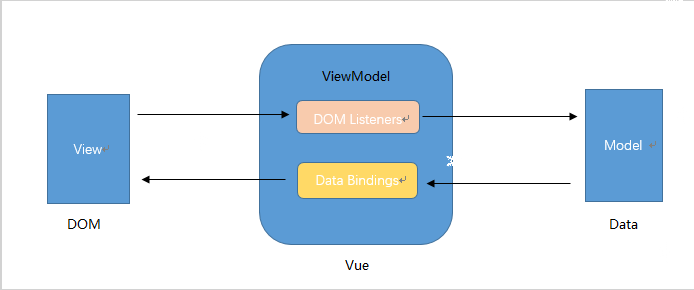 ViewModel
DOM Listeners
View
Model
Data Bindings
DOM
Data
Vue